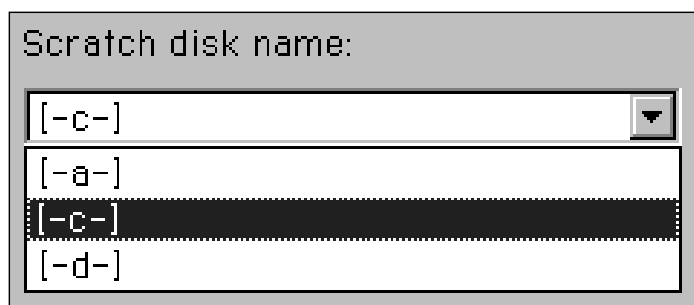 Scratch disk name:
[-c-]
[-a-]
[-c-]
[-d-]